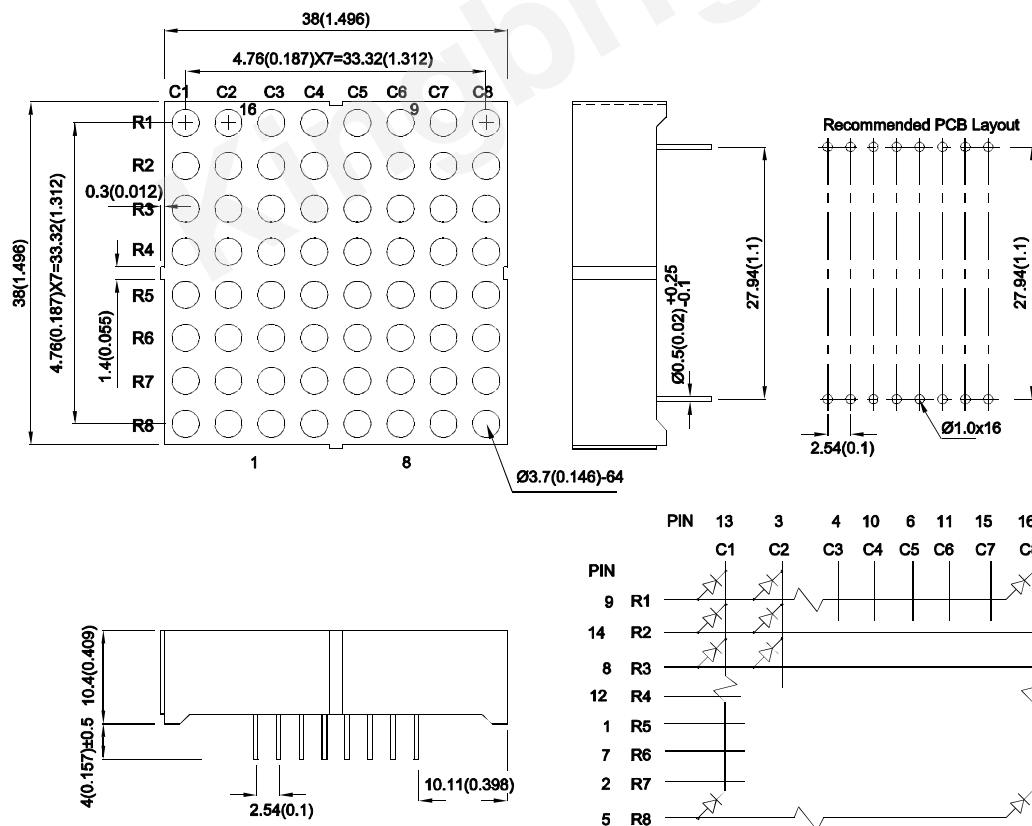 38(1.496)
4.76(0.187)X7=33.32(1.312)
C1 C2 C3 C4 C5 C6 C7 C8
16 9
R1
R2
R3
R4
R5
R6
R7
R8
0.3(0.012)
38(1.496)
4.76(0.187)X7=33.32(1.312)
1.4(0.055)
1 8
Ø3.7(0.146)-64
Ø0.5(0.02)+0.25 -0.1
27.94(1.1)
Recommended PCB Layout
27.94(1.1)
Ø1.0x16
2.54(0.1)
10.4(0.409)
4(0.157)±0.5
2.54(0.1)
10.11(0.398)
PIN 13 3 4 10 6 11 15 16
C1 C2 C3 C4 C5 C6 C7
PIN
9 R1
14 R2
8 R3
12 R4
1 R5
7 R6
2 R7
5 R8